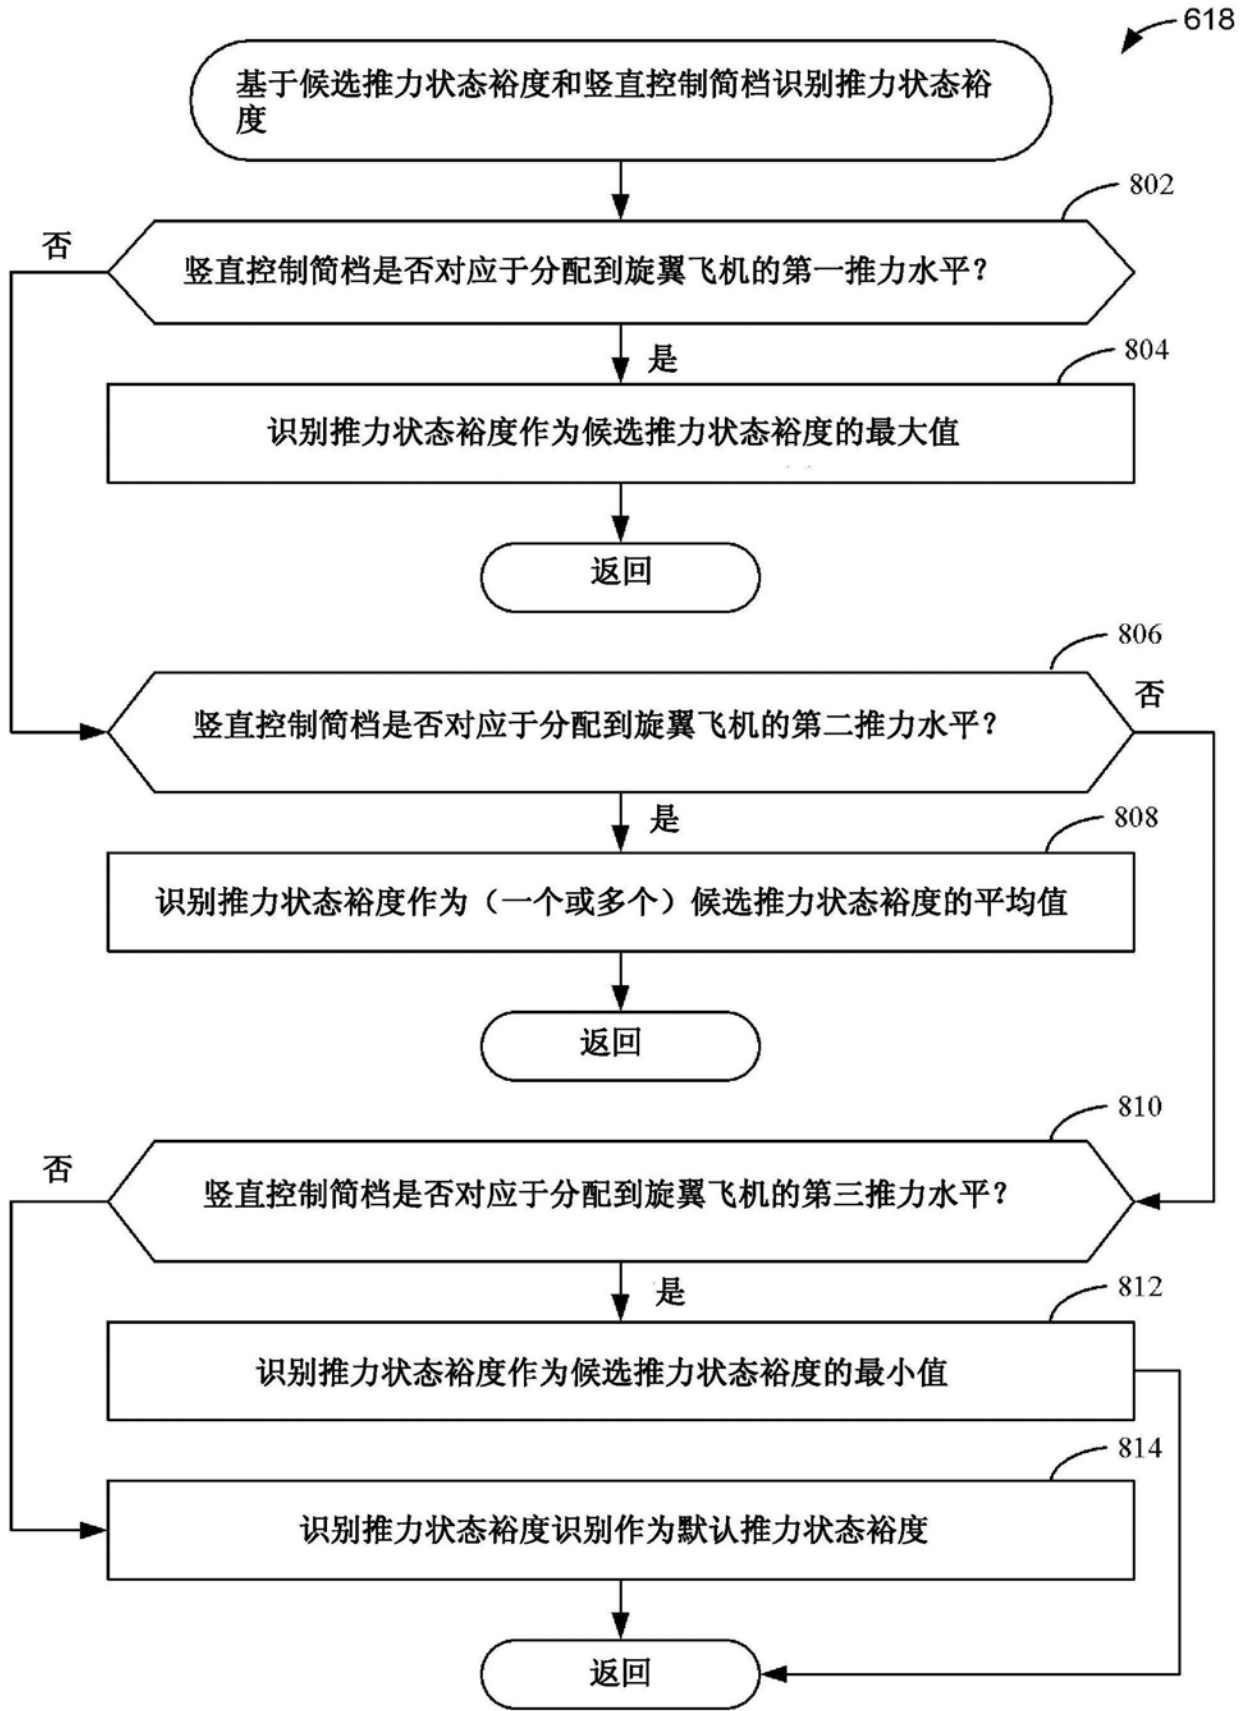 618
基于候选推力状态裕度和竖直控制简档识别推力状态裕
度
802
否
竖直控制简档是否对应于分配到旋翼飞机的第一推力水平？
是
804
识别推力状态裕度作为候选推力状态裕度的最大值
返回
806
竖直控制简档是否对应于分配到旋翼飞机的第二推力水平？
否
是
808
识别推力状态裕度作为（一个或多个）候选推力状态裕度的平均值
返回
810
否
竖直控制简档是否对应于分配到旋翼飞机的第三推力水平？
是
812
识别推力状态裕度作为候选推力状态裕度的最小值
814
识别推力状态裕度识别作为默认推力状态裕度
返回